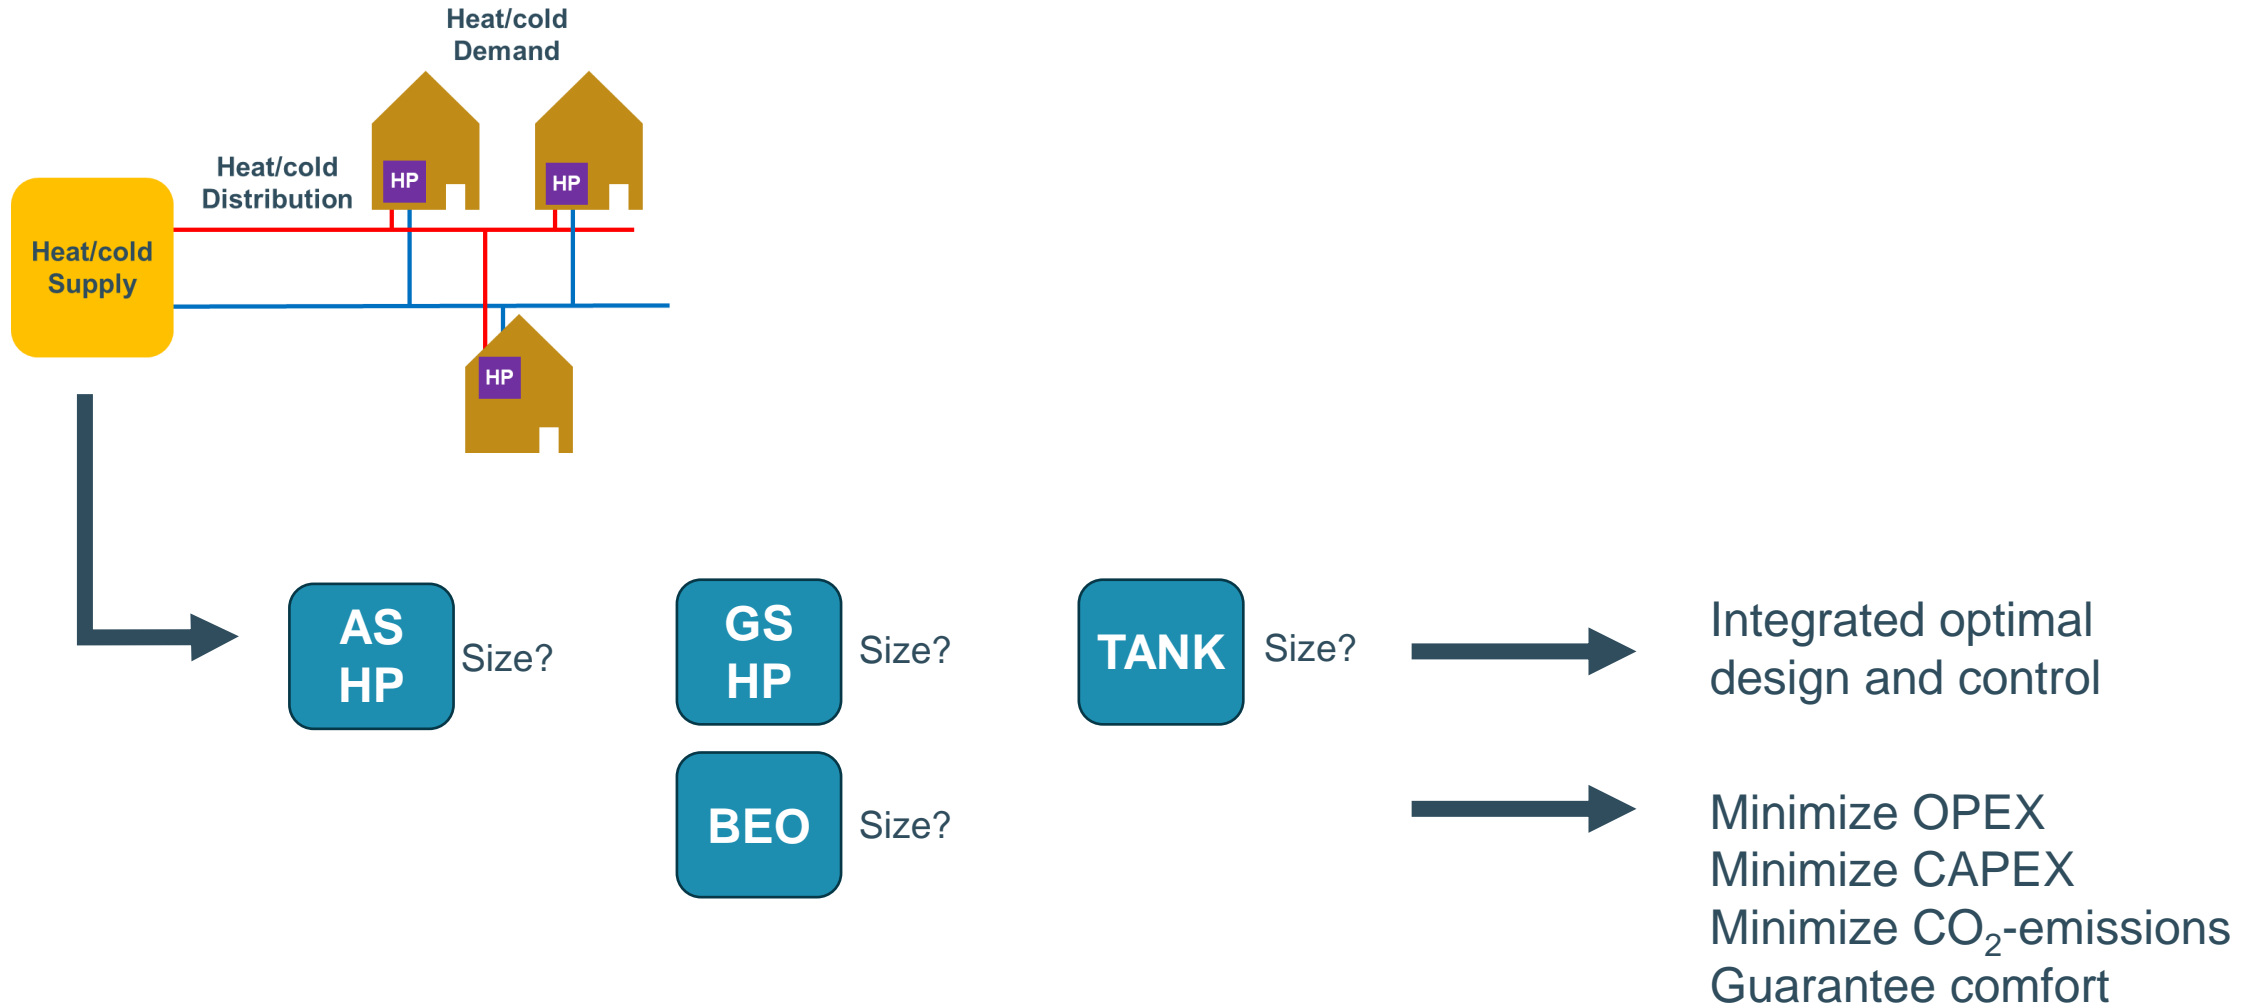 Heat/cold
Demand
Heat/cold
Distribution
HP
HP
Heat/cold
Supply
HP
AS
HP
Size?
GS
HP
Size?
TANK
Size?
Integrated optimal
design and control
BEO
Size?
Minimize OPEX
Minimize CAPEX
Minimize CO₂-emissions
Guarantee comfort